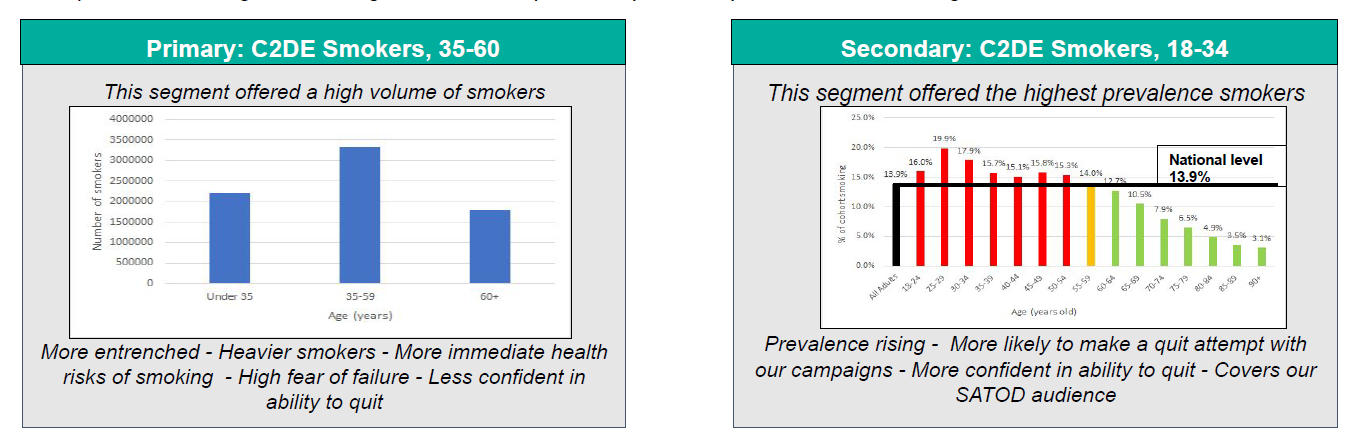 Primary: C2DE Smokers, 35-60
This segment offered a high volume of smokers
4000000
3500000
3000000
2500000
2000000
1500000
1000000
500000
0
Number of smokers
Under 35
35-59
60+
Age (years)
More entrenched - Heavier smokers - More immediate health
risks of smoking - High fear of failure - Less confident in
ability to quit
Secondary: C2DE Smokers, 18-34
This segment offered the highest prevalence smokers
25.0%
20.0%
15.0%
10.0%
5.0%
0.0%
% of cohort smoking
13.9%
16.0%
19.9%
17.9%
15.7%
15.1%
15.8%
15.3%
14.0%
12.7%
10.5%
7.9%
6.5%
4.9%
3.5%
3.1%
National level
13.9%
All Adults
18-24
25-29
30-34
35-39
40-44
45-49
50-54
55-59
60-64
65-69
70-74
75-79
80-84
85-89
90+
Age (years old)
Prevalence rising - More likely to make a quit attempt with
our campaigns - More confident in ability to quit - Covers our
SATOD audience